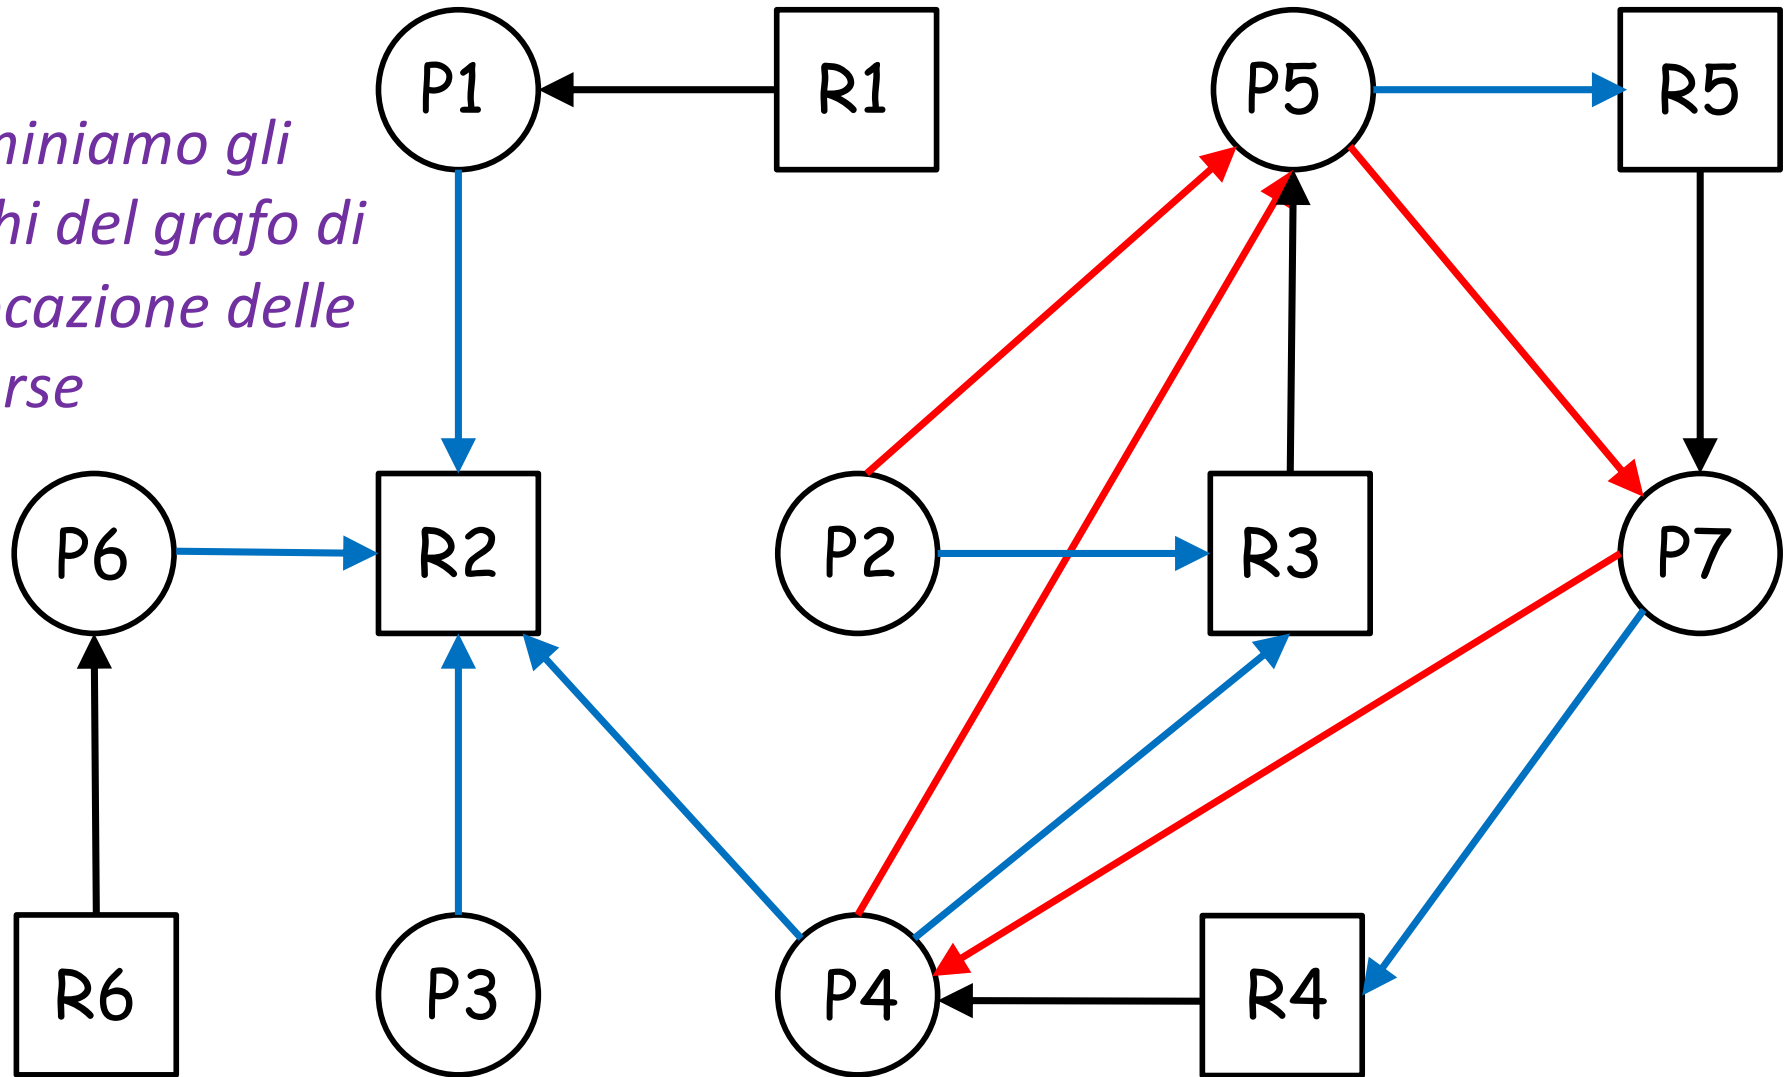 P1
R1
P5
R5
miniamo gli
hi del grafo di
cazione delle
rse
P6
R2
P2
R3
P7
R6
P3
P4
R4